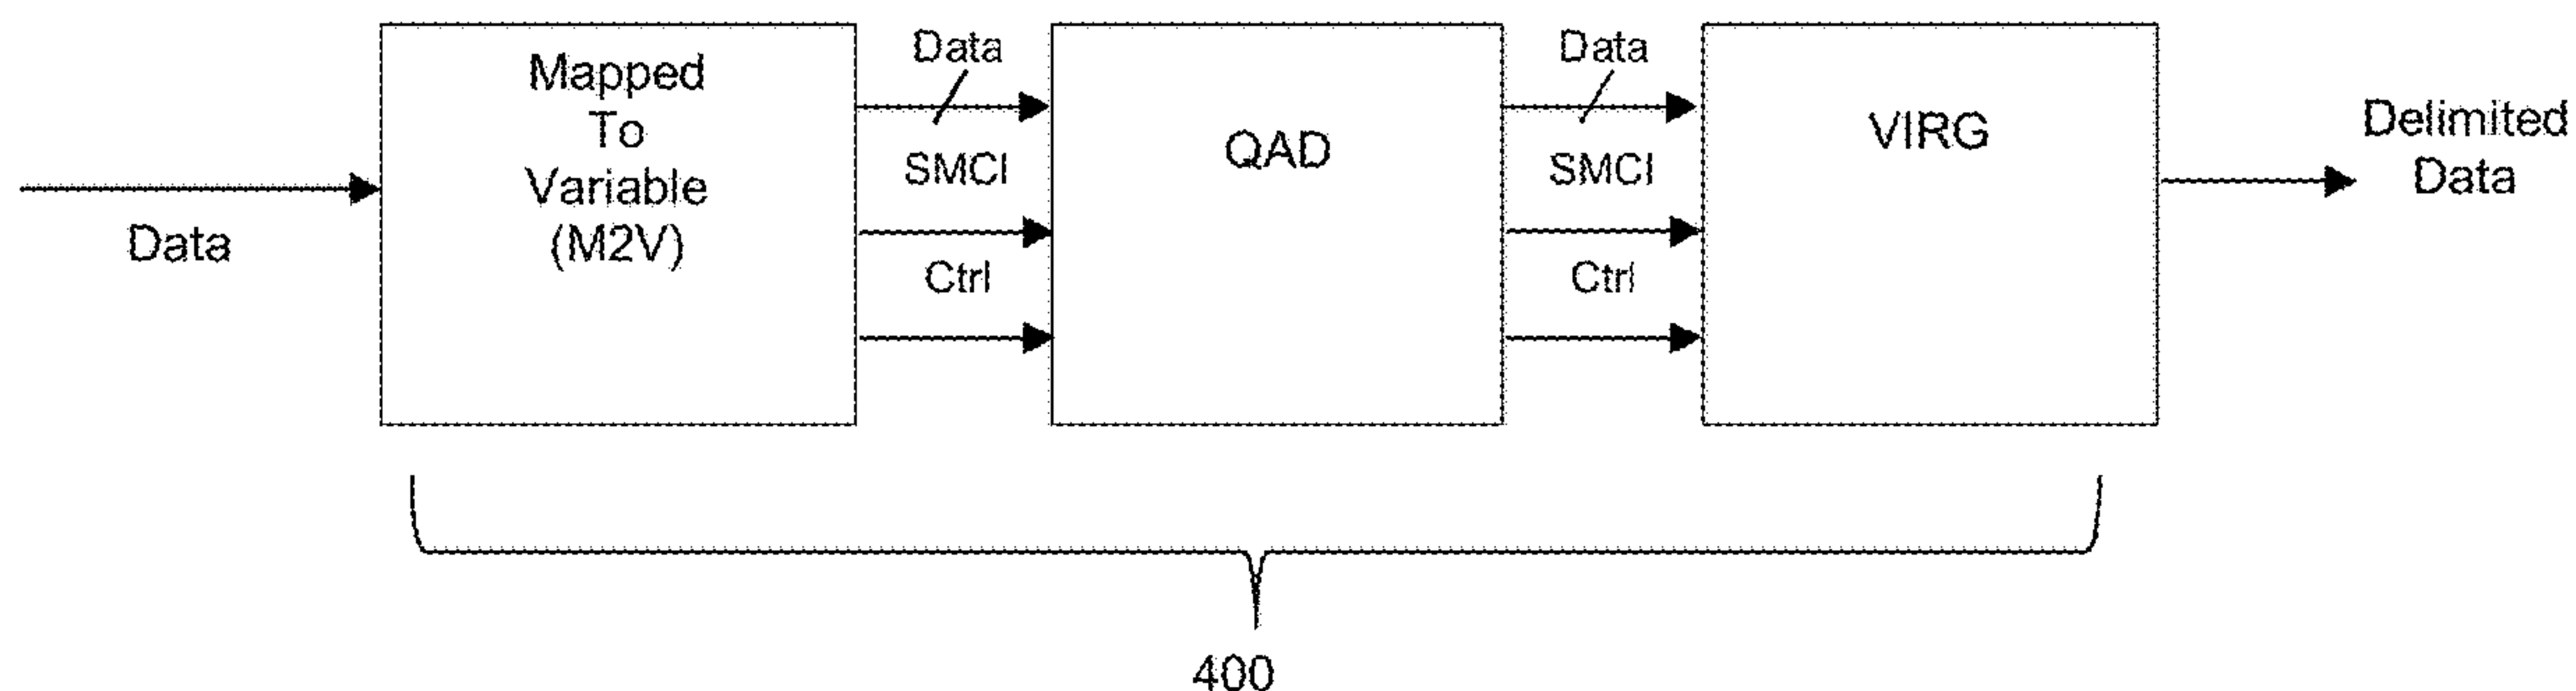 Data
Mapped
To
Variable
(M2V)
Data
SMCI
Ctrl
QAD
Data
SMCI
Ctrl
VIRG
Delimited
Data
400